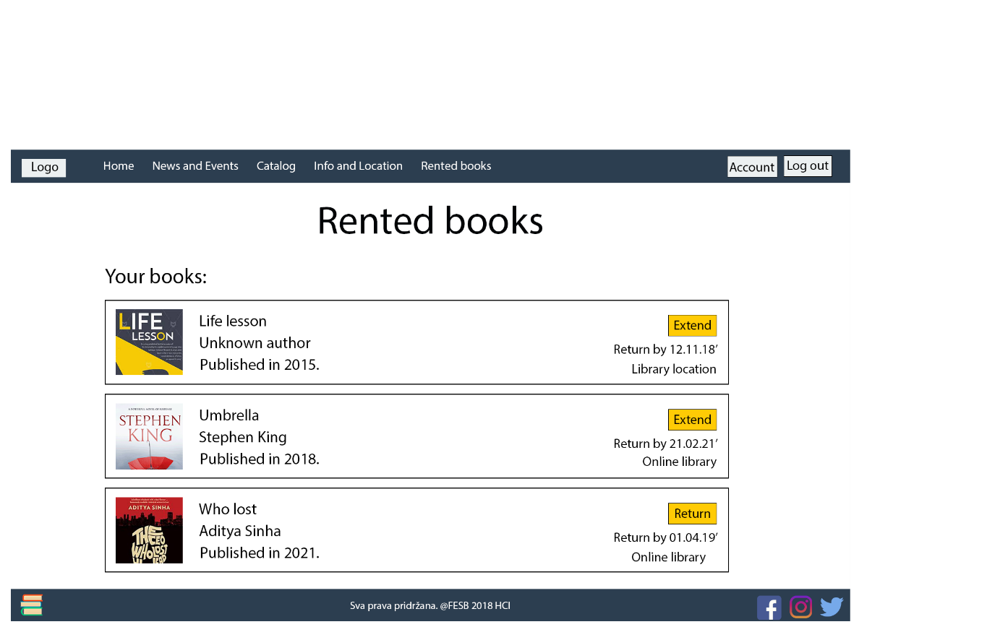 Logo
Home
News and Events
Catalog
Info and Location
Rented books
Account
Log out
Rented books
Your books:
LIFE
LESSON
Life lesson
Unknown author
Published in 2015.
Extend
Return by 12.11.18’
Library location
A POWERFUL NOVEL OF SUSPENSE
STEPHEN
KING
Umbrella
Stephen King
Published in 2018.
Extend
Return by 21.02.21’
Online library
ADITYA SINHA
THE
CEO
WHO LOST
Who lost
Aditya Sinha
Published in 2021.
Return
Return by 01.04.19’
Online library
Sva prava pridržana. @FESB 2018 HCI